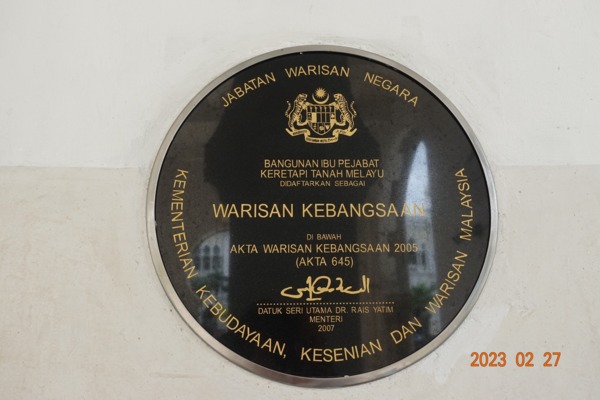 JABATAN WARISAN NEGARA
BANGUNAN IBU PEJABAT
KERETAPI TANAH MELAYU
DIDAFTARKAN SEBAGAI
WARISAN KEBANGSAAN
DI BAWAH
AKTA WARISAN KEBANGSAAN 2005
(AKTA 645)
DATUK SERI UTAMA DR. RAIS YATIM
MENTERI
2007
KEMENTERIAN KEBUDAYAAN, KESENIAN DAN WARISAN MALAYSIA
2023 02 27